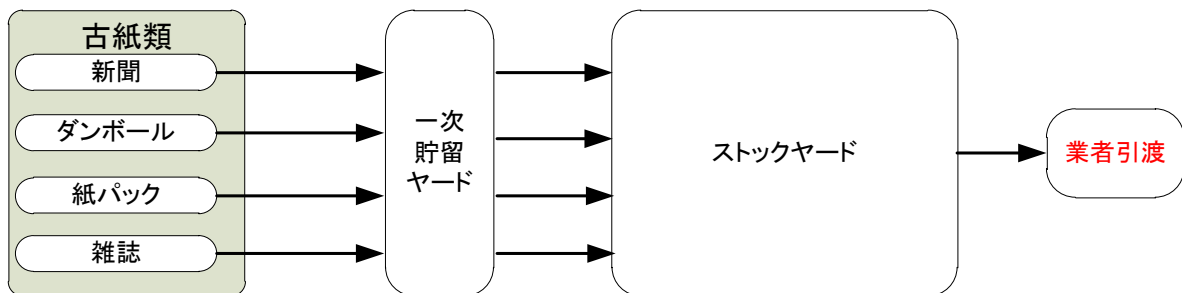 古紙類
新聞
ダンボール
紙パック
雑誌
一次
貯留
ヤード
ストックヤード
業者引渡